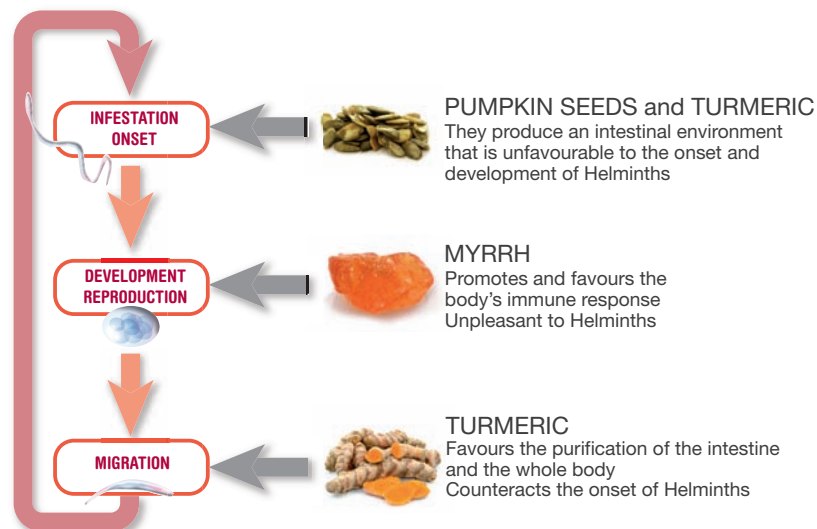 INFESTATION
ONSET
PUMPKIN SEEDS and TURMERIC
They produce an intestinal environment
that is unfavourable to the onset and
development of Helminths
DEVELOPMENT
REPRODUCTION
MYRRH
Promotes and favours the
body's immune response
Unpleasant to Helminths
MIGRATION
TURMERIC
Favours the purification of the intestine
and the whole body
Counteracts the onset of Helminths